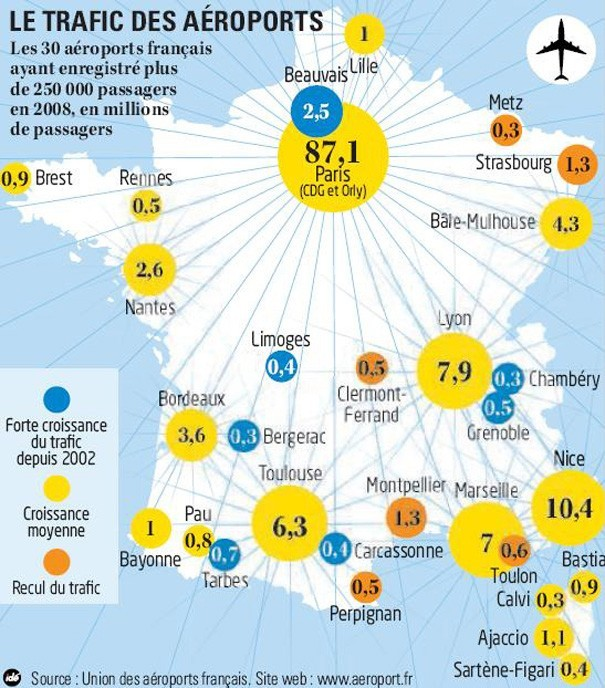 LE TRAFIC DES AÉROPORTS
Les 30 aéroports français
ayant enregistré plus
de 250 000 passagers
en 2008, en millions
de passagers
1
Lille
Beauvais
2,5
87,1
Paris
(CDG et Orly)
Metz
0,3
Strasbourg
1,3
0,9
Brest
Rennes
0,5
Bâle-Mulhouse
4,3
2,6
Nantes
Lyon
7,9
Limoges
0,4
0,5
Clermont-
Ferrand
0,3
Chambéry
0,5
Grenoble
Bordeaux
3,6
0,3
Bergerac
Toulouse
6,3
Montpellier
1,3
Marseille
7
Nice
10,4
0,6
Toulon
Pau
0,8
1
Bayonne
0,7
Tarbes
0,4
Carcassonne
0,5
Perpignan
Bastia
0,9
Calvi
0,3
Ajaccio
1,1
Sartène-Figari
0,4
Forte croissance
du trafic
depuis 2002
Croissance
moyenne
Recul du trafic
idé
Source : Union des aéroports français. Site web : www.aeroport.fr